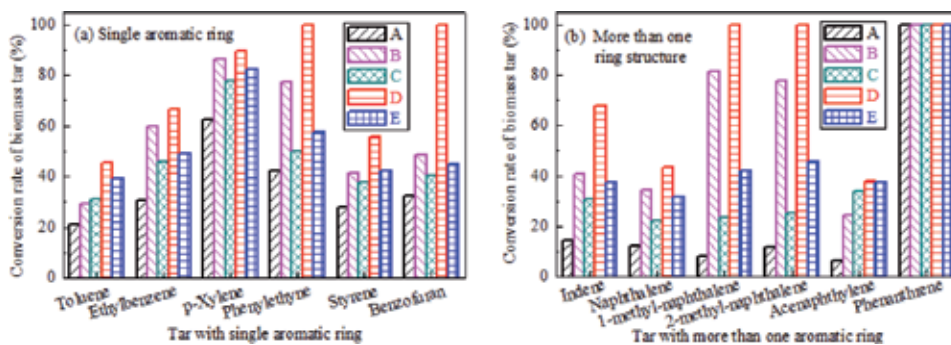 100
80
60
40
20
0
Conversion rate of biomass tar (%)
(a) Single aromatic ring
A
B
C
D
E
Toluene
Ethylbenzene
p-Xylene
Phenylethyne
Styrene
Benzofuran
Tar with single aromatic ring
100
80
60
40
20
0
Conversion rate of biomass tar (%)
(b) More than one
ring structure
A
B
C
D
E
Indene
Naphthalene
1-methyl-naphthalene
2-methyl-naphthalene
Acenaphthylene
Phenanthrene
Tar with more than one aromatic ring